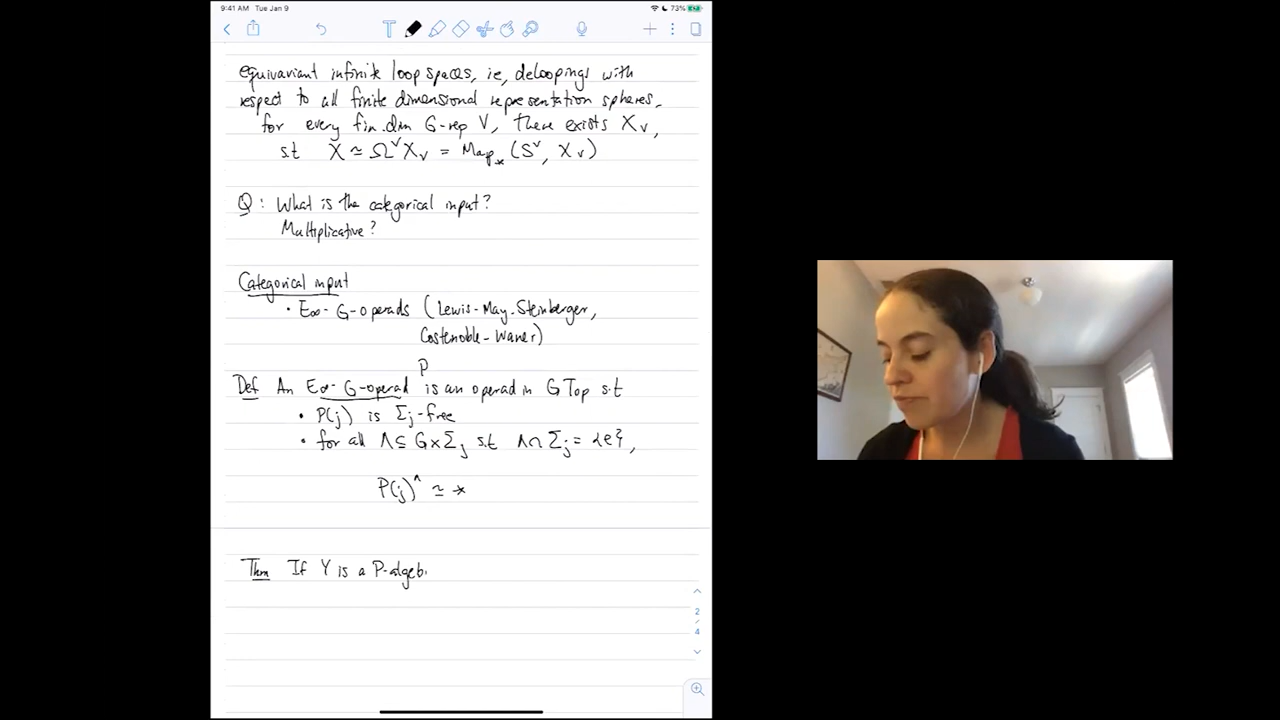 9:41 AM Tue Jan 9
73%
equivariant infinite loop spaces, ie, deloopings with
respect to all finite dimensional representation spheres.
for every fin.dim G-rep V, there exists X_V,
s.t X ≃ Ω^V X_V = Map_* (S^V, X_V)
Q: What is the categorical input?
Multiplicative?
Categorical input
• E∞- G-operads (Lewis-May-Steinberger,
Costenoble-Waner)
P
Def An E∞-G-operad is an operad in G Top s.t
• P(j) is Σ_j-free
• for all Λ ⊆ G×Σ_j s.t Λ∩Σ_j = {e},
P(j)^Λ ≃ *
Thm If Y is a P-algeb
2
/
4